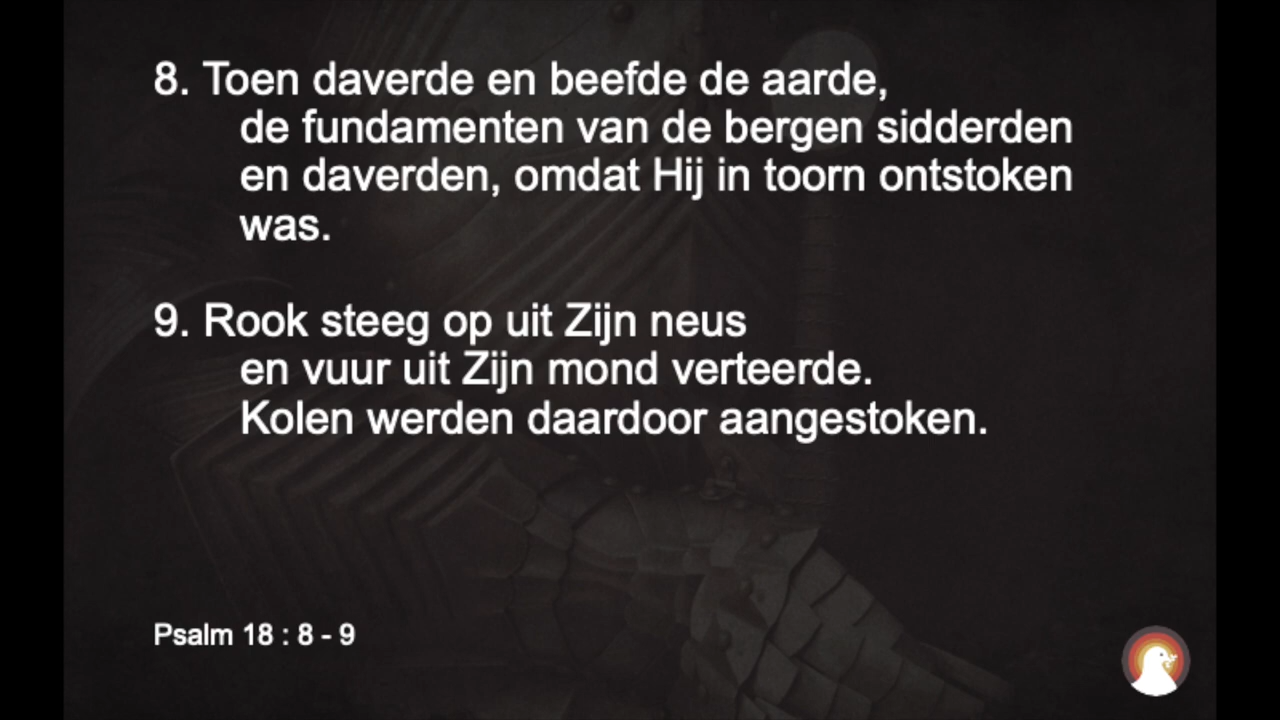 8. Toen daverde en beefde de aarde,
de fundamenten van de bergen sidderden
en daverden, omdat Hij in toorn ontstoken
was.
9. Rook steeg op uit Zijn neus
en vuur uit Zijn mond verteerde.
Kolen werden daardoor aangestoken.
Psalm 18 : 8 - 9